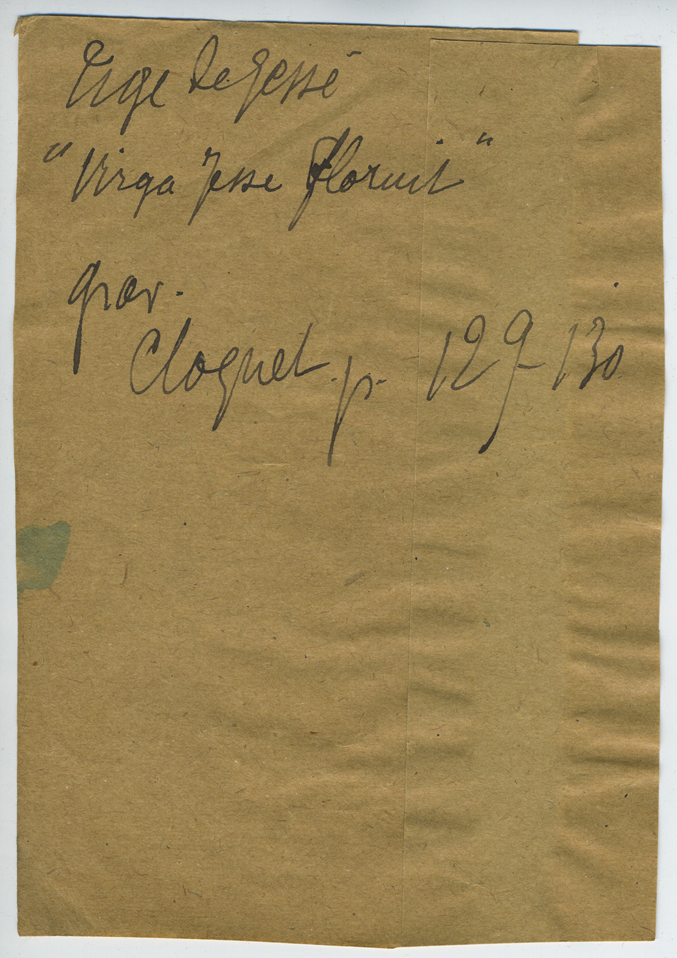 Tige de Jessé
"Virga Jesse floruit"
grav.
Cloquet p. 129-130